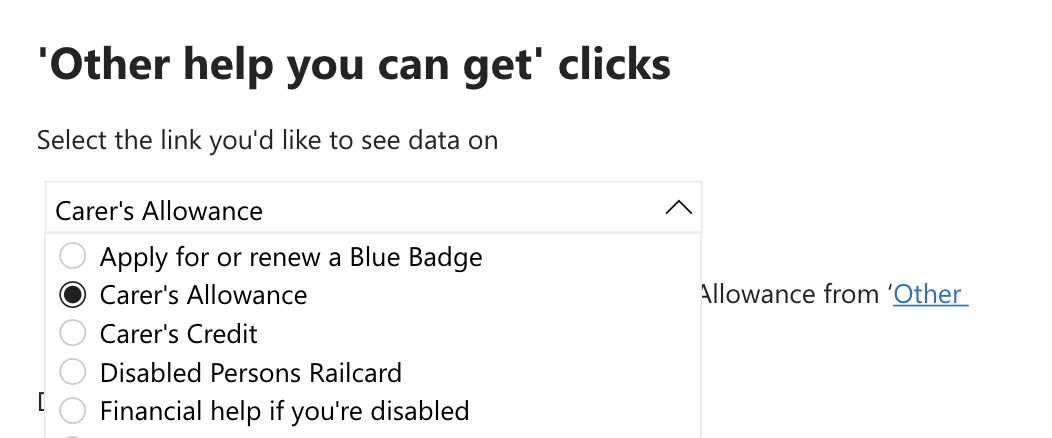 'Other help you can get' clicks
Select the link you'd like to see data on
Carer's Allowance
Apply for or renew a Blue Badge
Carer's Allowance
Allowance from ‘Other
Carer's Credit
Disabled Persons Railcard
Financial help if you're disabled